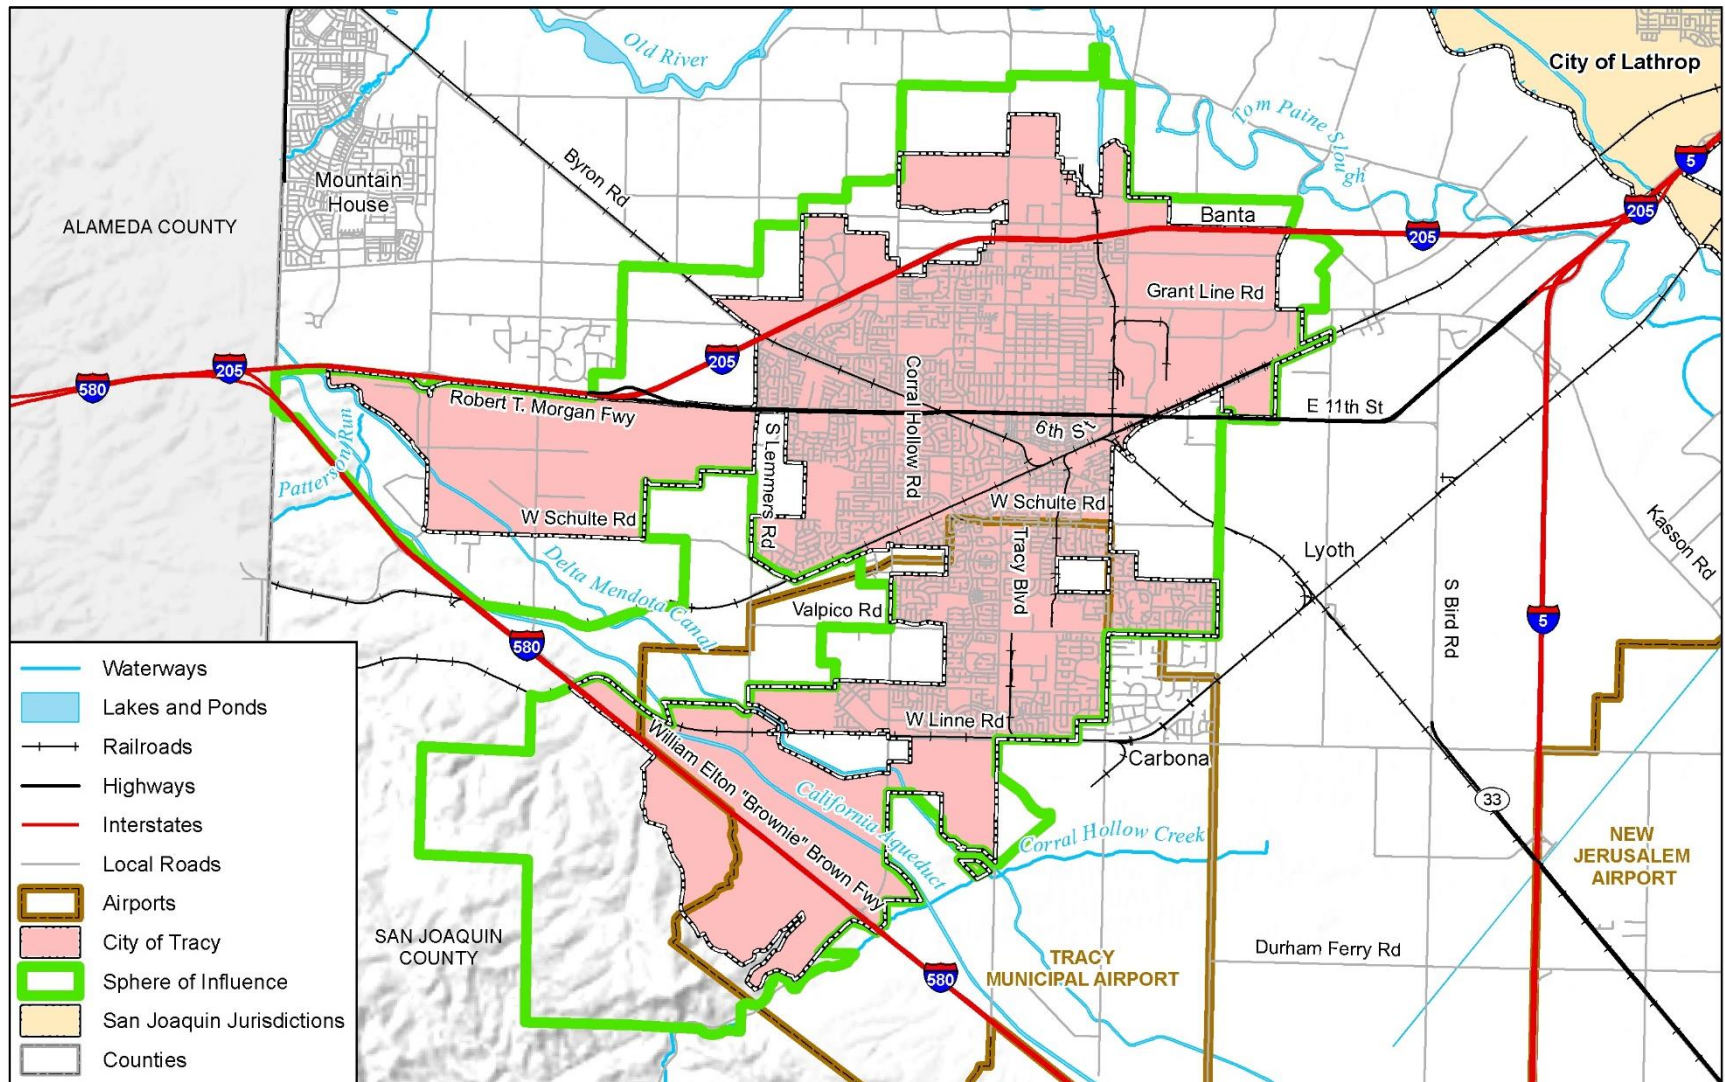 Old River
City of Lathrop
Tom Paine Slough
5
Byron Rd
Mountain
House
ALAMEDA COUNTY
Banta
205
205
Grant Line Rd
205
205
580
Corral Hollow Rd
Robert T. Morgan Fwy
E 11th St
6th St
S Lemmers Rd
Patterson Run
W Schulte Rd
W Schulte Rd
Kasson Rd
Tracy Blvd
Lyoth
Delta Mendota Canal
Valpico Rd
S Bird Rd
5
580
W Linne Rd
Carbona
William Elton "Brownie" Brown Fwy
California Aqueduct
Corral Hollow Creek
33
NEW
JERUSALEM
AIRPORT
SAN JOAQUIN
COUNTY
TRACY
MUNICIPAL AIRPORT
Durham Ferry Rd
580
Waterways
Lakes and Ponds
Railroads
Highways
Interstates
Local Roads
Airports
City of Tracy
Sphere of Influence
San Joaquin Jurisdictions
Counties